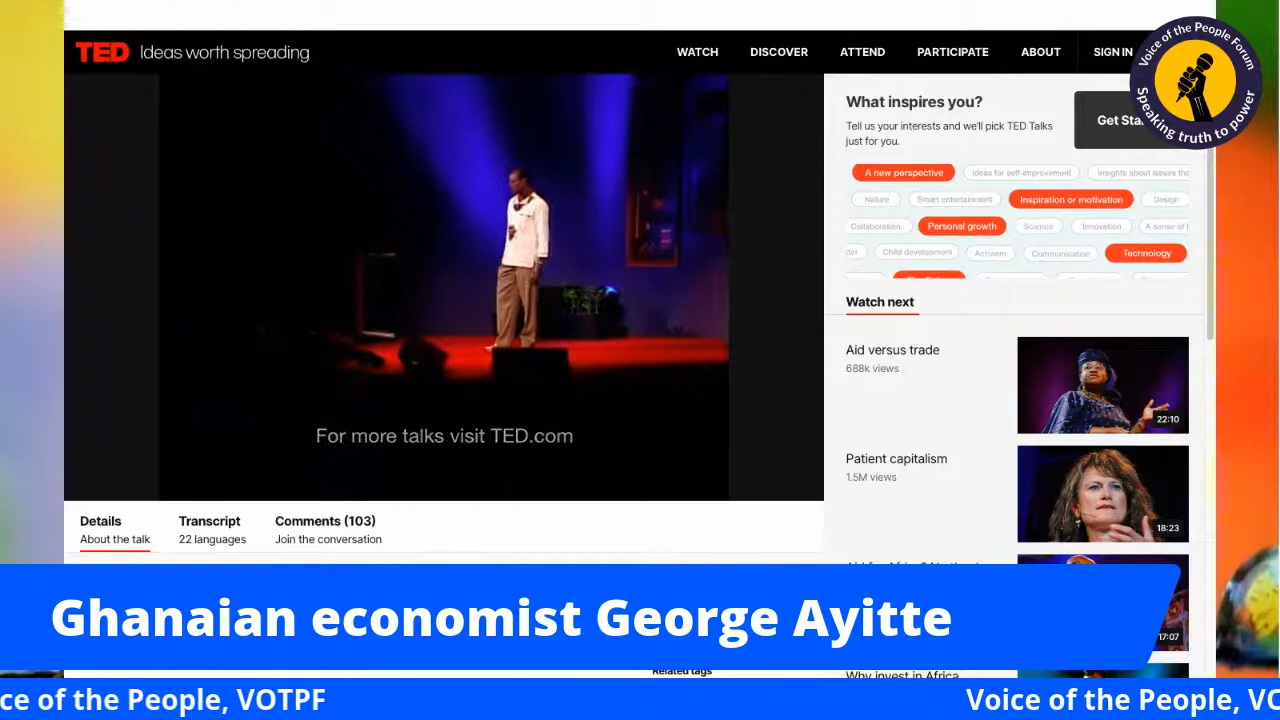 TED Ideas worth spreading
WATCH DISCOVER ATTEND PARTICIPATE ABOUT SIGN IN
Voice of the People Forum
Speaking truth to power
What inspires you?
Tell us your interests and we'll pick TED Talks
just for you.
Get Sta
A new perspective Ideas for self-improvement Insights about issues tha
Nature Smart entertainment Inspiration or motivation Design
Collaboration Personal growth Science Innovation A sense of
Child development Activism Communication Technology
Watch next
Aid versus trade
688k views
22:10
Patient capitalism
1.5M views
18:23
17:07
Why invest in Africa
For more talks visit TED.com
Details Transcript Comments (103)
About the talk 22 languages Join the conversation
Ghanaian economist George Ayitte
Related tags
ce of the People, VOTPF Voice of the People, VO